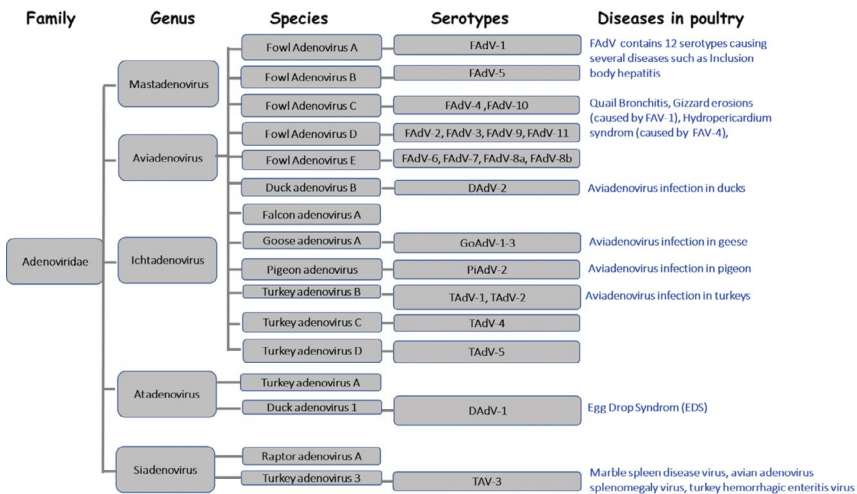 Family Genus Species Serotypes Diseases in poultry
Adenoviridae
Mastadenovirus
Aviadenovirus
Ichtadenovirus
Atadenovirus
Siadenovirus
Fowl Adenovirus A
Fowl Adenovirus B
Fowl Adenovirus C
Fowl Adenovirus D
Fowl Adenovirus E
Duck adenovirus B
Falcon adenovirus A
Goose adenovirus A
Pigeon adenovirus
Turkey adenovirus B
Turkey adenovirus C
Turkey adenovirus D
Turkey adenovirus A
Duck adenovirus 1
Raptor adenovirus A
Turkey adenovirus 3
FAdV-1
FAdV-5
FAdV-4 ,FAdV-10
FAdV-2, FAdV-3, FAdV-9, FAdV-11
FAdV-6, FAdV-7, FAdV-8a, FAdV-8b
DAdV-2
GoAdV-1-3
PiAdV-2
TAdV-1, TAdV-2
TAdV-4
TAdV-5
DAdV-1
TAV-3
FAdV contains 12 serotypes causing
several diseases such as Inclusion
body hepatitis
Quail Bronchitis, Gizzard erosions
(caused by FAV-1), Hydropericardium
syndrom (caused by FAV-4),
Aviadenovirus infection in ducks
Aviadenovirus infection in geese
Aviadenovirus infection in pigeon
Aviadenovirus infection in turkeys
Egg Drop Syndrom (EDS)
Marble spleen disease virus, avian adenovirus
splenomegaly virus, turkey hemorrhagic enteritis virus